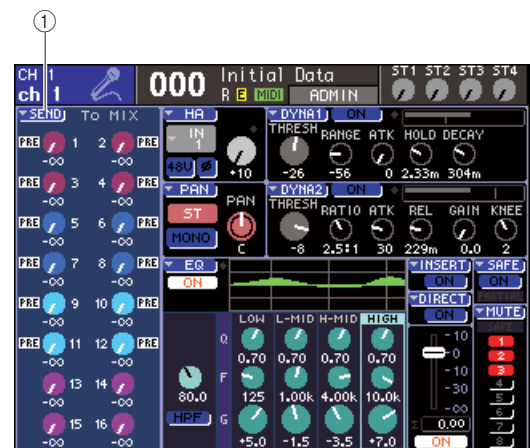 1
CH 1
ch 1
000
Initial Data
R E MIDI ADMIN
ST1 ST2 ST3 ST4
SEND To MIX
PRE 1 2 PRE
-∞ -∞
PRE 3 4 PRE
-∞ -∞
PRE 5 6 PRE
-∞ -∞
PRE 7 8 PRE
-∞ -∞
PRE 9 10 PRE
-∞ -∞
PRE 11 12 PRE
-∞ -∞
13 14
-∞ -∞
15 16
-∞ -∞
HA
IN
1
48V Ø
+10
DYNA1 ON
THRESH RANGE ATK HOLD DECAY
-26 -56 0 2.33m 304m
PAN
ST
MONO
PAN
C
DYNA2 ON
THRESH RATIO ATK REL GAIN KNEE
-8 2.5:1 30 229m 0.0 2
EQ
ON
LOW L-MID H-MID HIGH
Q
0.70 0.70 0.70 0.70
F
80.0 125 1.00k 4.00k 10.0k
HPF G
+5.0 -1.5 -3.5 +7.0
INSERT
ON
DIRECT
ON
10
0
-10
-30
-∞
Σ 0.00
ON
SAFE
ON
PARTIAL
MUTE
SAFE
1
2
3
4
5
6
7
8